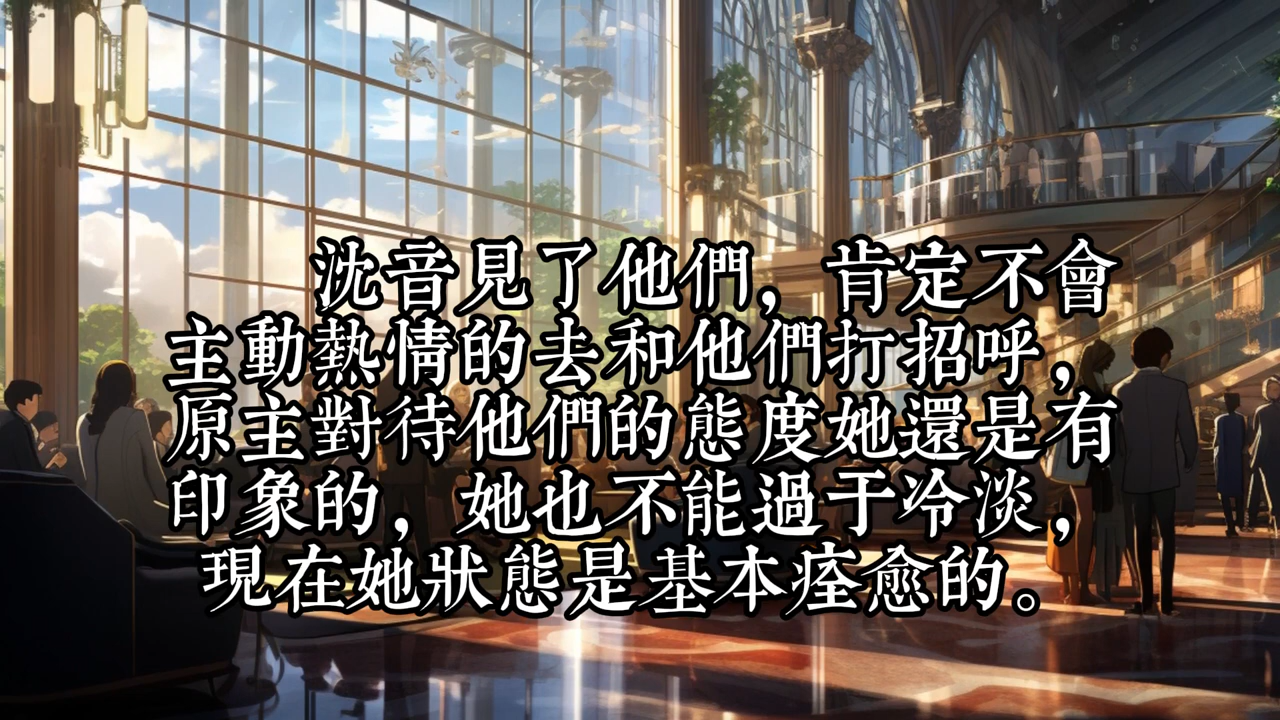 沈音見了他們，肯定不會
主動熱情的去和他們打招呼，
原主對待他們的態度她還是有
印象的，她也不能過于冷淡，
現在她狀態是基本痊愈的。